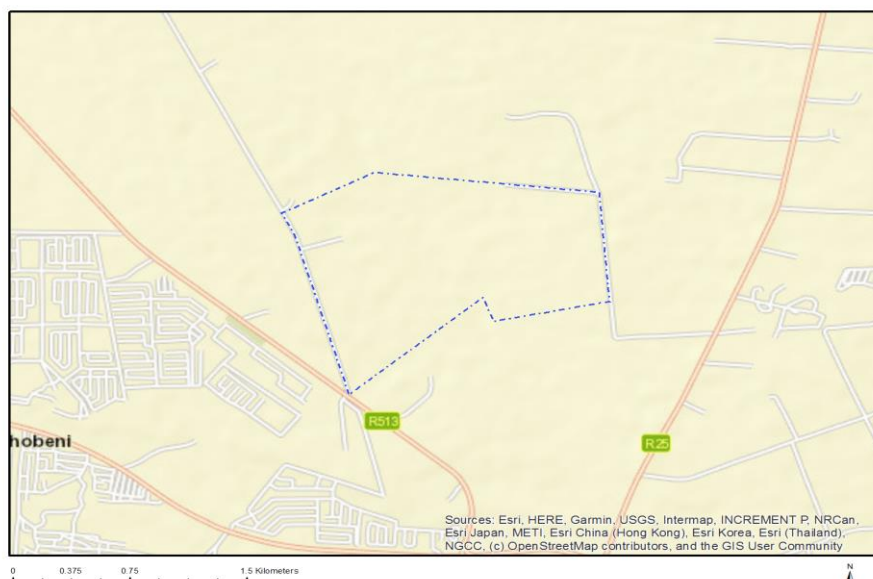 R513
R25
hobeni
Sources: Esri, HERE, Garmin, USGS, Intermap, INCREMENT P, NRCan,
Esri Japan, METI, Esri China (Hong Kong), Esri Korea, Esri (Thailand),
NGCC, (c) OpenStreetMap contributors, and the GIS User Community
0 0.375 0.75 1.5 Kilometers
N